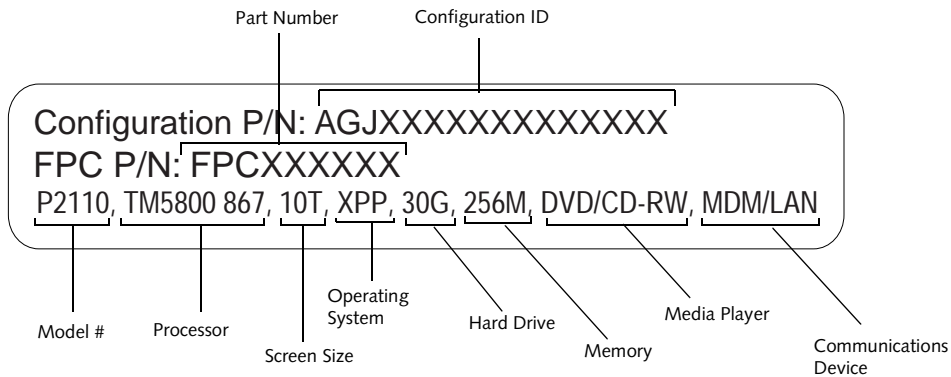 Part Number
Configuration ID
Configuration P/N: AGJXXXXXXXXXXXXX
FPC P/N: FPCXXXXXX
P2110, TM5800 867, 10T, XPP, 30G, 256M, DVD/CD-RW, MDM/LAN
Model #
Processor
Screen Size
Operating
System
Hard Drive
Memory
Media Player
Communications
Device